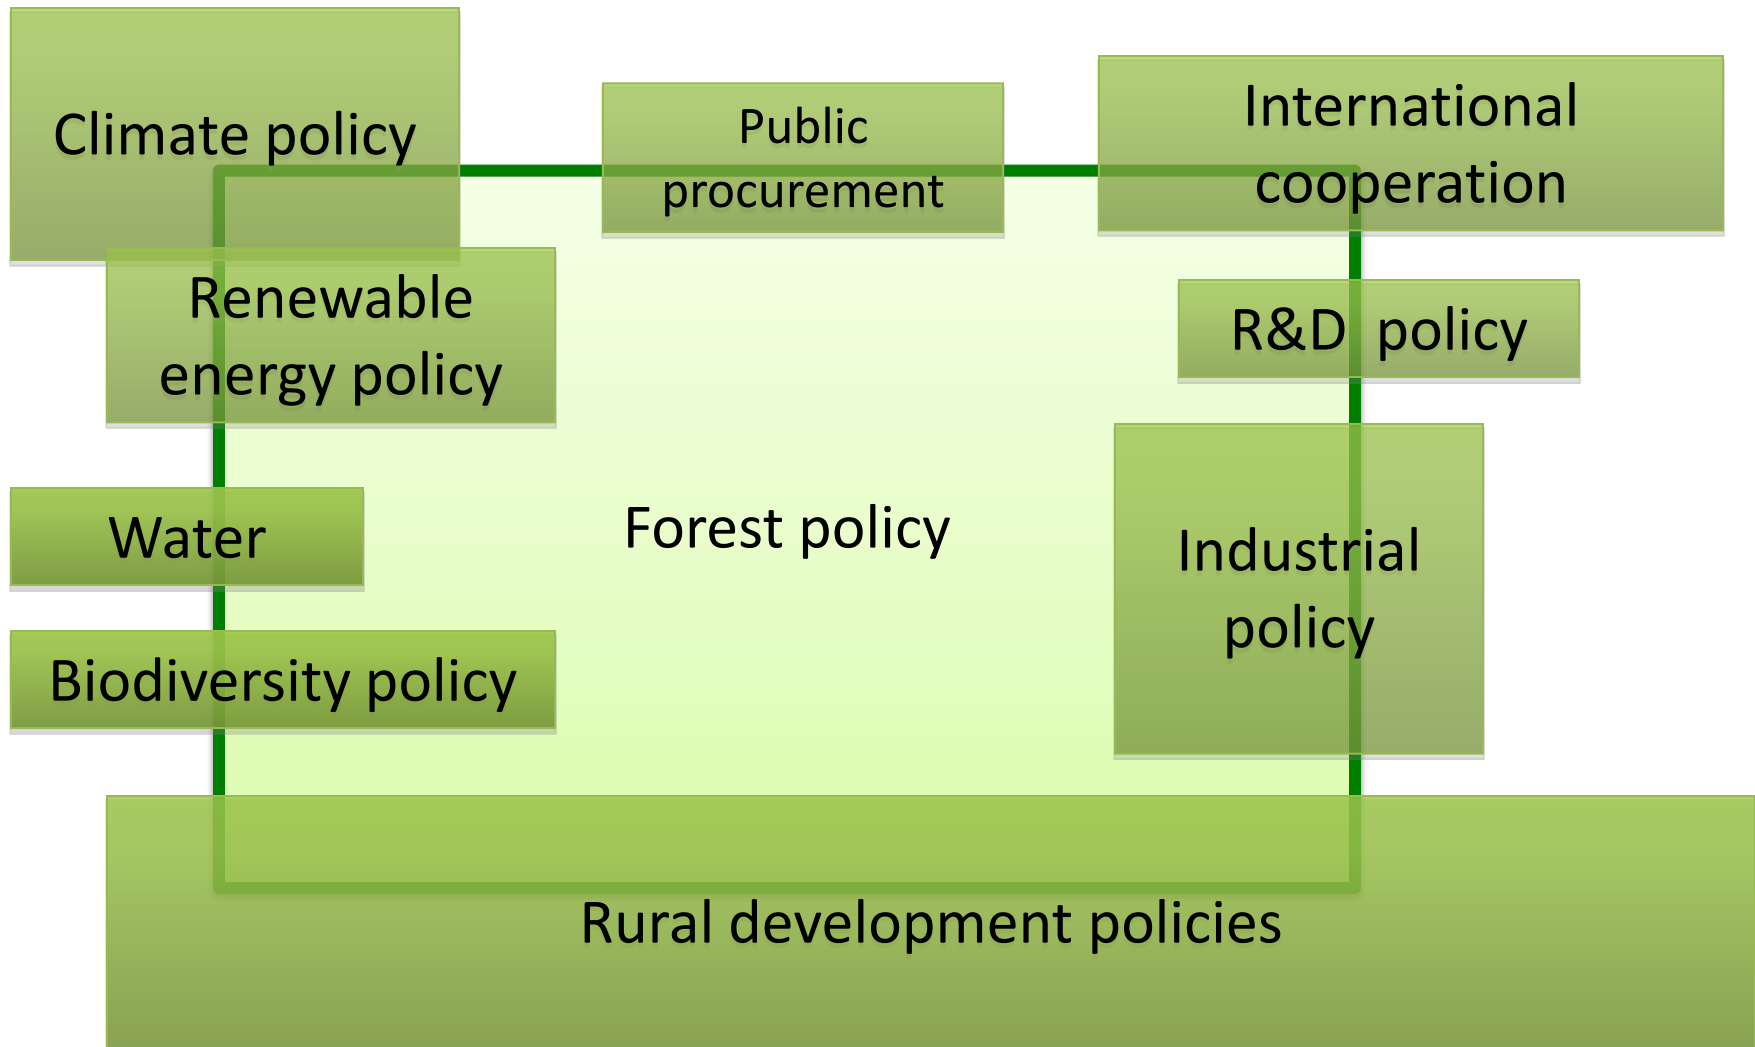 Climate policy
Public
procurement
International
cooperation
Renewable
energy policy
R&D  policy
Water
Forest policy
Industrial
policy
Biodiversity policy
Rural development policies